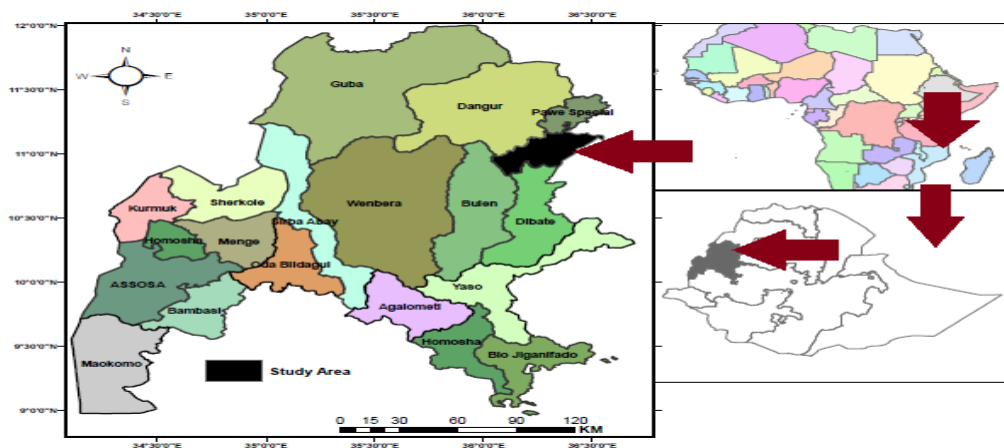 34°30'0"E 35°0'0"E 35°30'0"E 36°0'0"E 36°30'0"E
12°0'0"N
N
W E
S
Guba
11°30'0"N
Dangur
Pawe Special
11°0'0"N
Wenbera
Bulen
Dibate
Kurmuk
Sherkole
10°30'0"N
Sirba Abay
Homosha
Menge
Oda Blidagul
ASSOSA
10°0'0"N
Yaso
Bambasi
Agalometi
9°30'0"N
Maokomo
Homosha
Blo Jiganifado
Study Area
9°0'0"N
0 15 30 60 90 120
KM
34°30'0"E 35°0'0"E 35°30'0"E 36°0'0"E 36°30'0"E